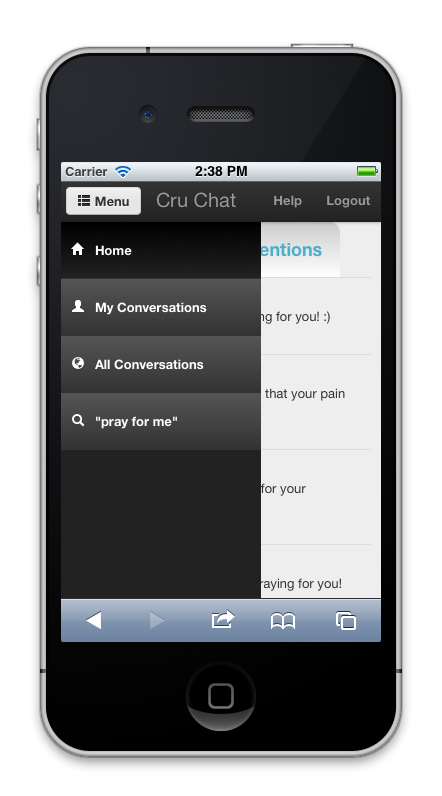 Carrier 2:38 PM
Menu Cru Chat Help Logout
Home entions
My Conversations ng for you! :)
All Conversations that your pain
"pray for me"
for your
raying for you!